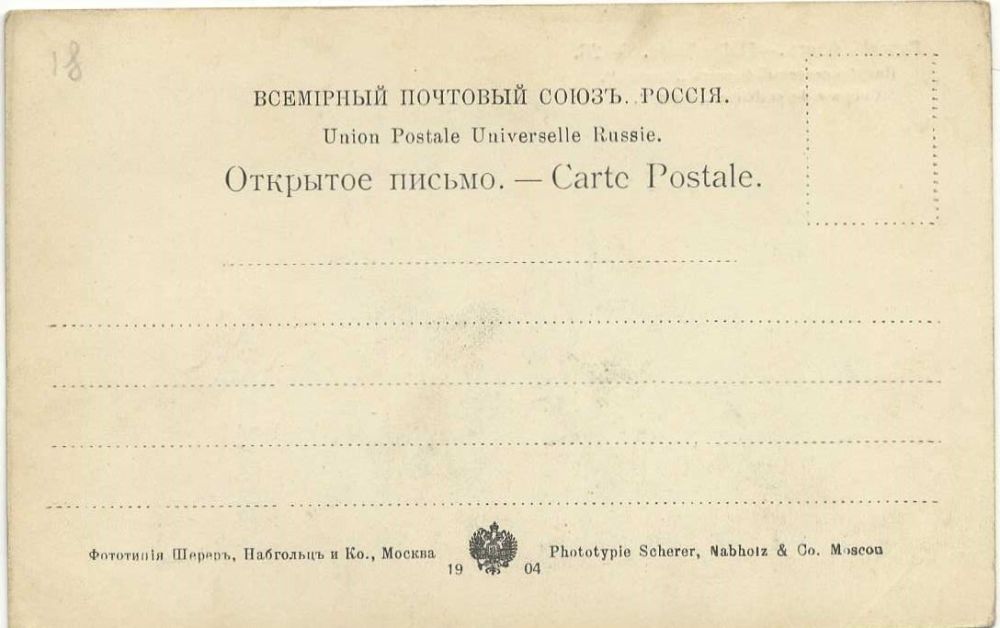 18
ВСЕМІРНЫЙ ПОЧТОВЫЙ СОЮЗЪ. РОССІЯ.
Union Postale Universelle Russie.
Открытое письмо. — Carte Postale.
Фототипія Шереръ, Набгольцъ и Ко., Москва
Phototypie Scherer, Nabholz & Co. Moscou
19 04